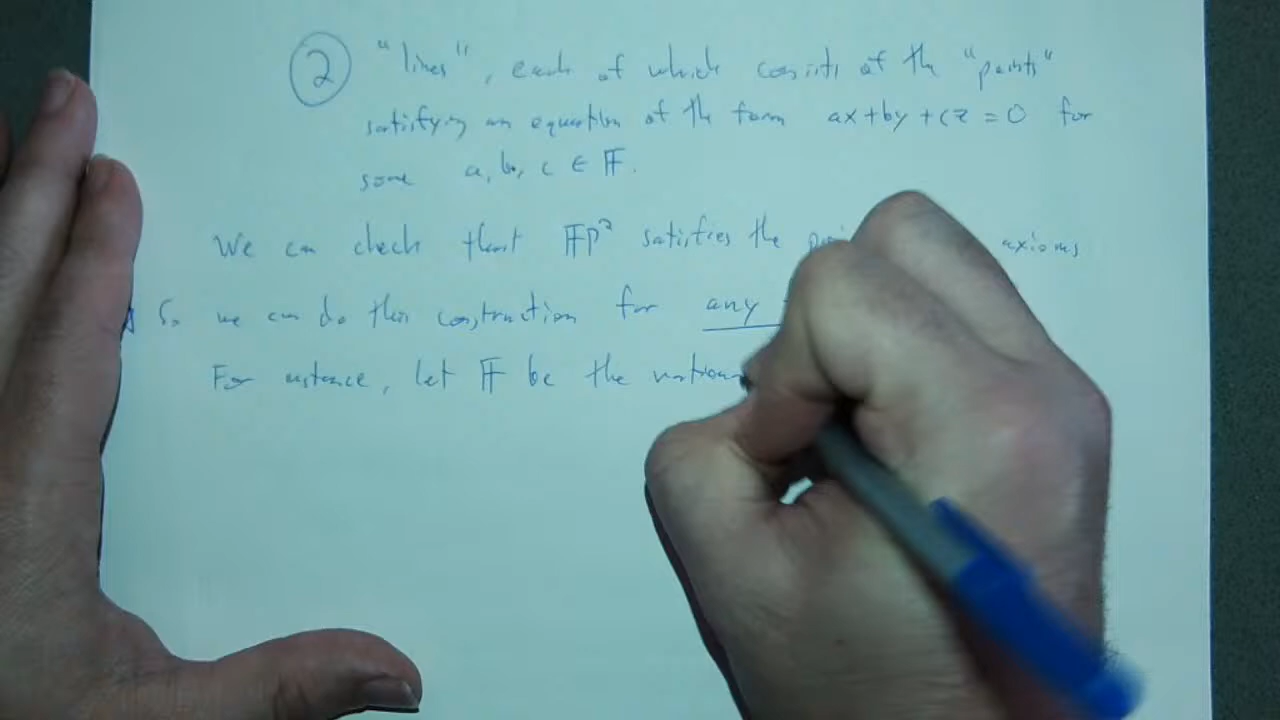 ② "lines", each of which consists of the "points"
satisfying an equation of the form ax+by+cz=0 for
some a, b, c ∈ 𝔽.
We can check that 𝔽P² satisfies the axioms
So we can do this construction for any
For instance, let 𝔽 be the